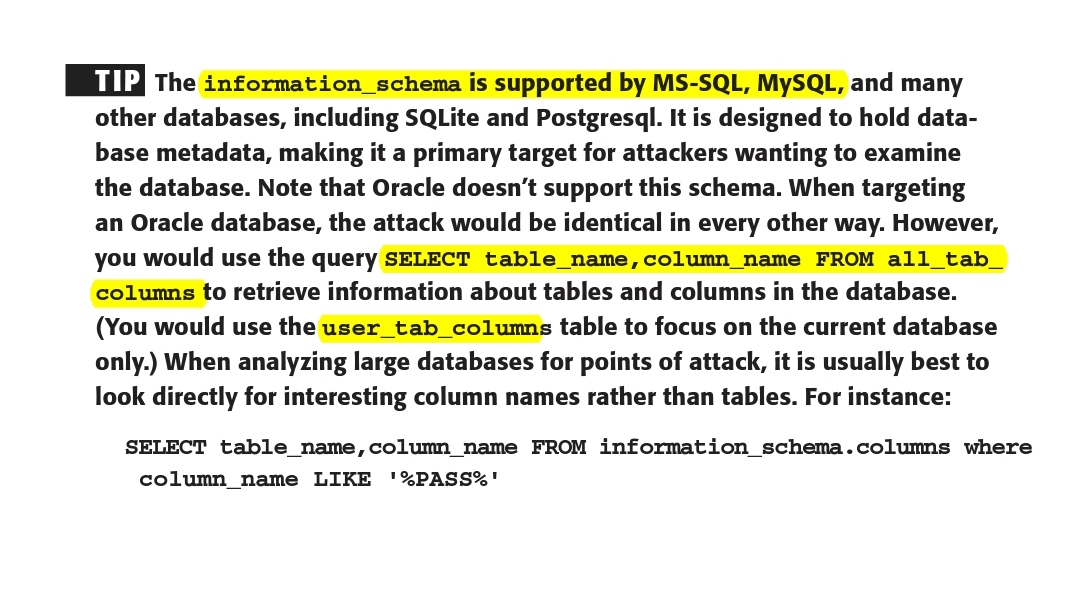 TIP The information_schema is supported by MS-SQL, MySQL, and many
other databases, including SQLite and Postgresql. It is designed to hold data-
base metadata, making it a primary target for attackers wanting to examine
the database. Note that Oracle doesn’t support this schema. When targeting
an Oracle database, the attack would be identical in every other way. However,
you would use the query SELECT table_name,column_name FROM all_tab_
columns to retrieve information about tables and columns in the database.
(You would use the user_tab_columns table to focus on the current database
only.) When analyzing large databases for points of attack, it is usually best to
look directly for interesting column names rather than tables. For instance:
SELECT table_name,column_name FROM information_schema.columns where
column_name LIKE '%PASS%'